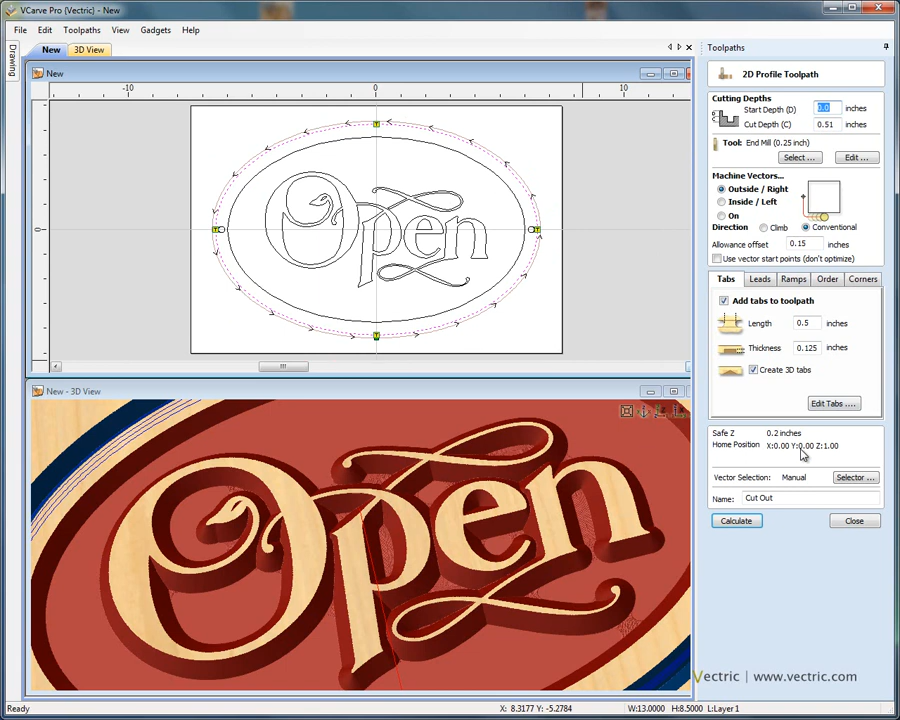 VCarve Pro (Vectric) - New
File Edit Toolpaths View Gadgets Help
Drawing
New 3D View
New
-10 0 10
0
T
T T
T
Open
New - 3D View
Open
Toolpaths
2D Profile Toolpath
Cutting Depths
Start Depth (D) 0.0 inches
Cut Depth (C) 0.51 inches
Tool: End Mill (0.25 inch)
Select ... Edit ...
Machine Vectors...
Outside / Right
Inside / Left
On
Direction Climb Conventional
Allowance offset 0.15 inches
Use vector start points (don't optimize)
Tabs Leads Ramps Order Corners
Add tabs to toolpath
Length 0.5 inches
Thickness 0.125 inches
Create 3D tabs
Edit Tabs ....
Safe Z 0.2 inches
Home Position X:0.00 Y:0.00 Z:1.00
Vector Selection: Manual Selector ...
Name: Cut Out
Calculate Close
Vectric | www.vectric.com
Ready X: 8.3177 Y: -5.2784 W:13.0000 H:8.5000 L:Layer 1